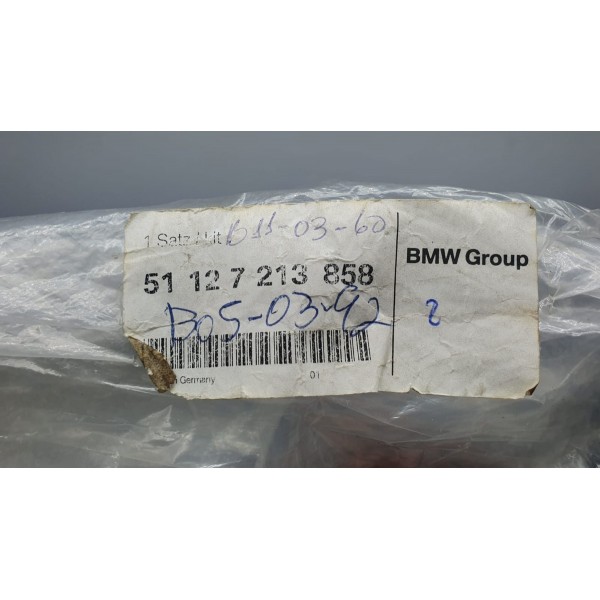 1 Satz / Kit B11-03-60
51 12 7 213 858
BMW Group
B05-03-92
2
in Germany
01